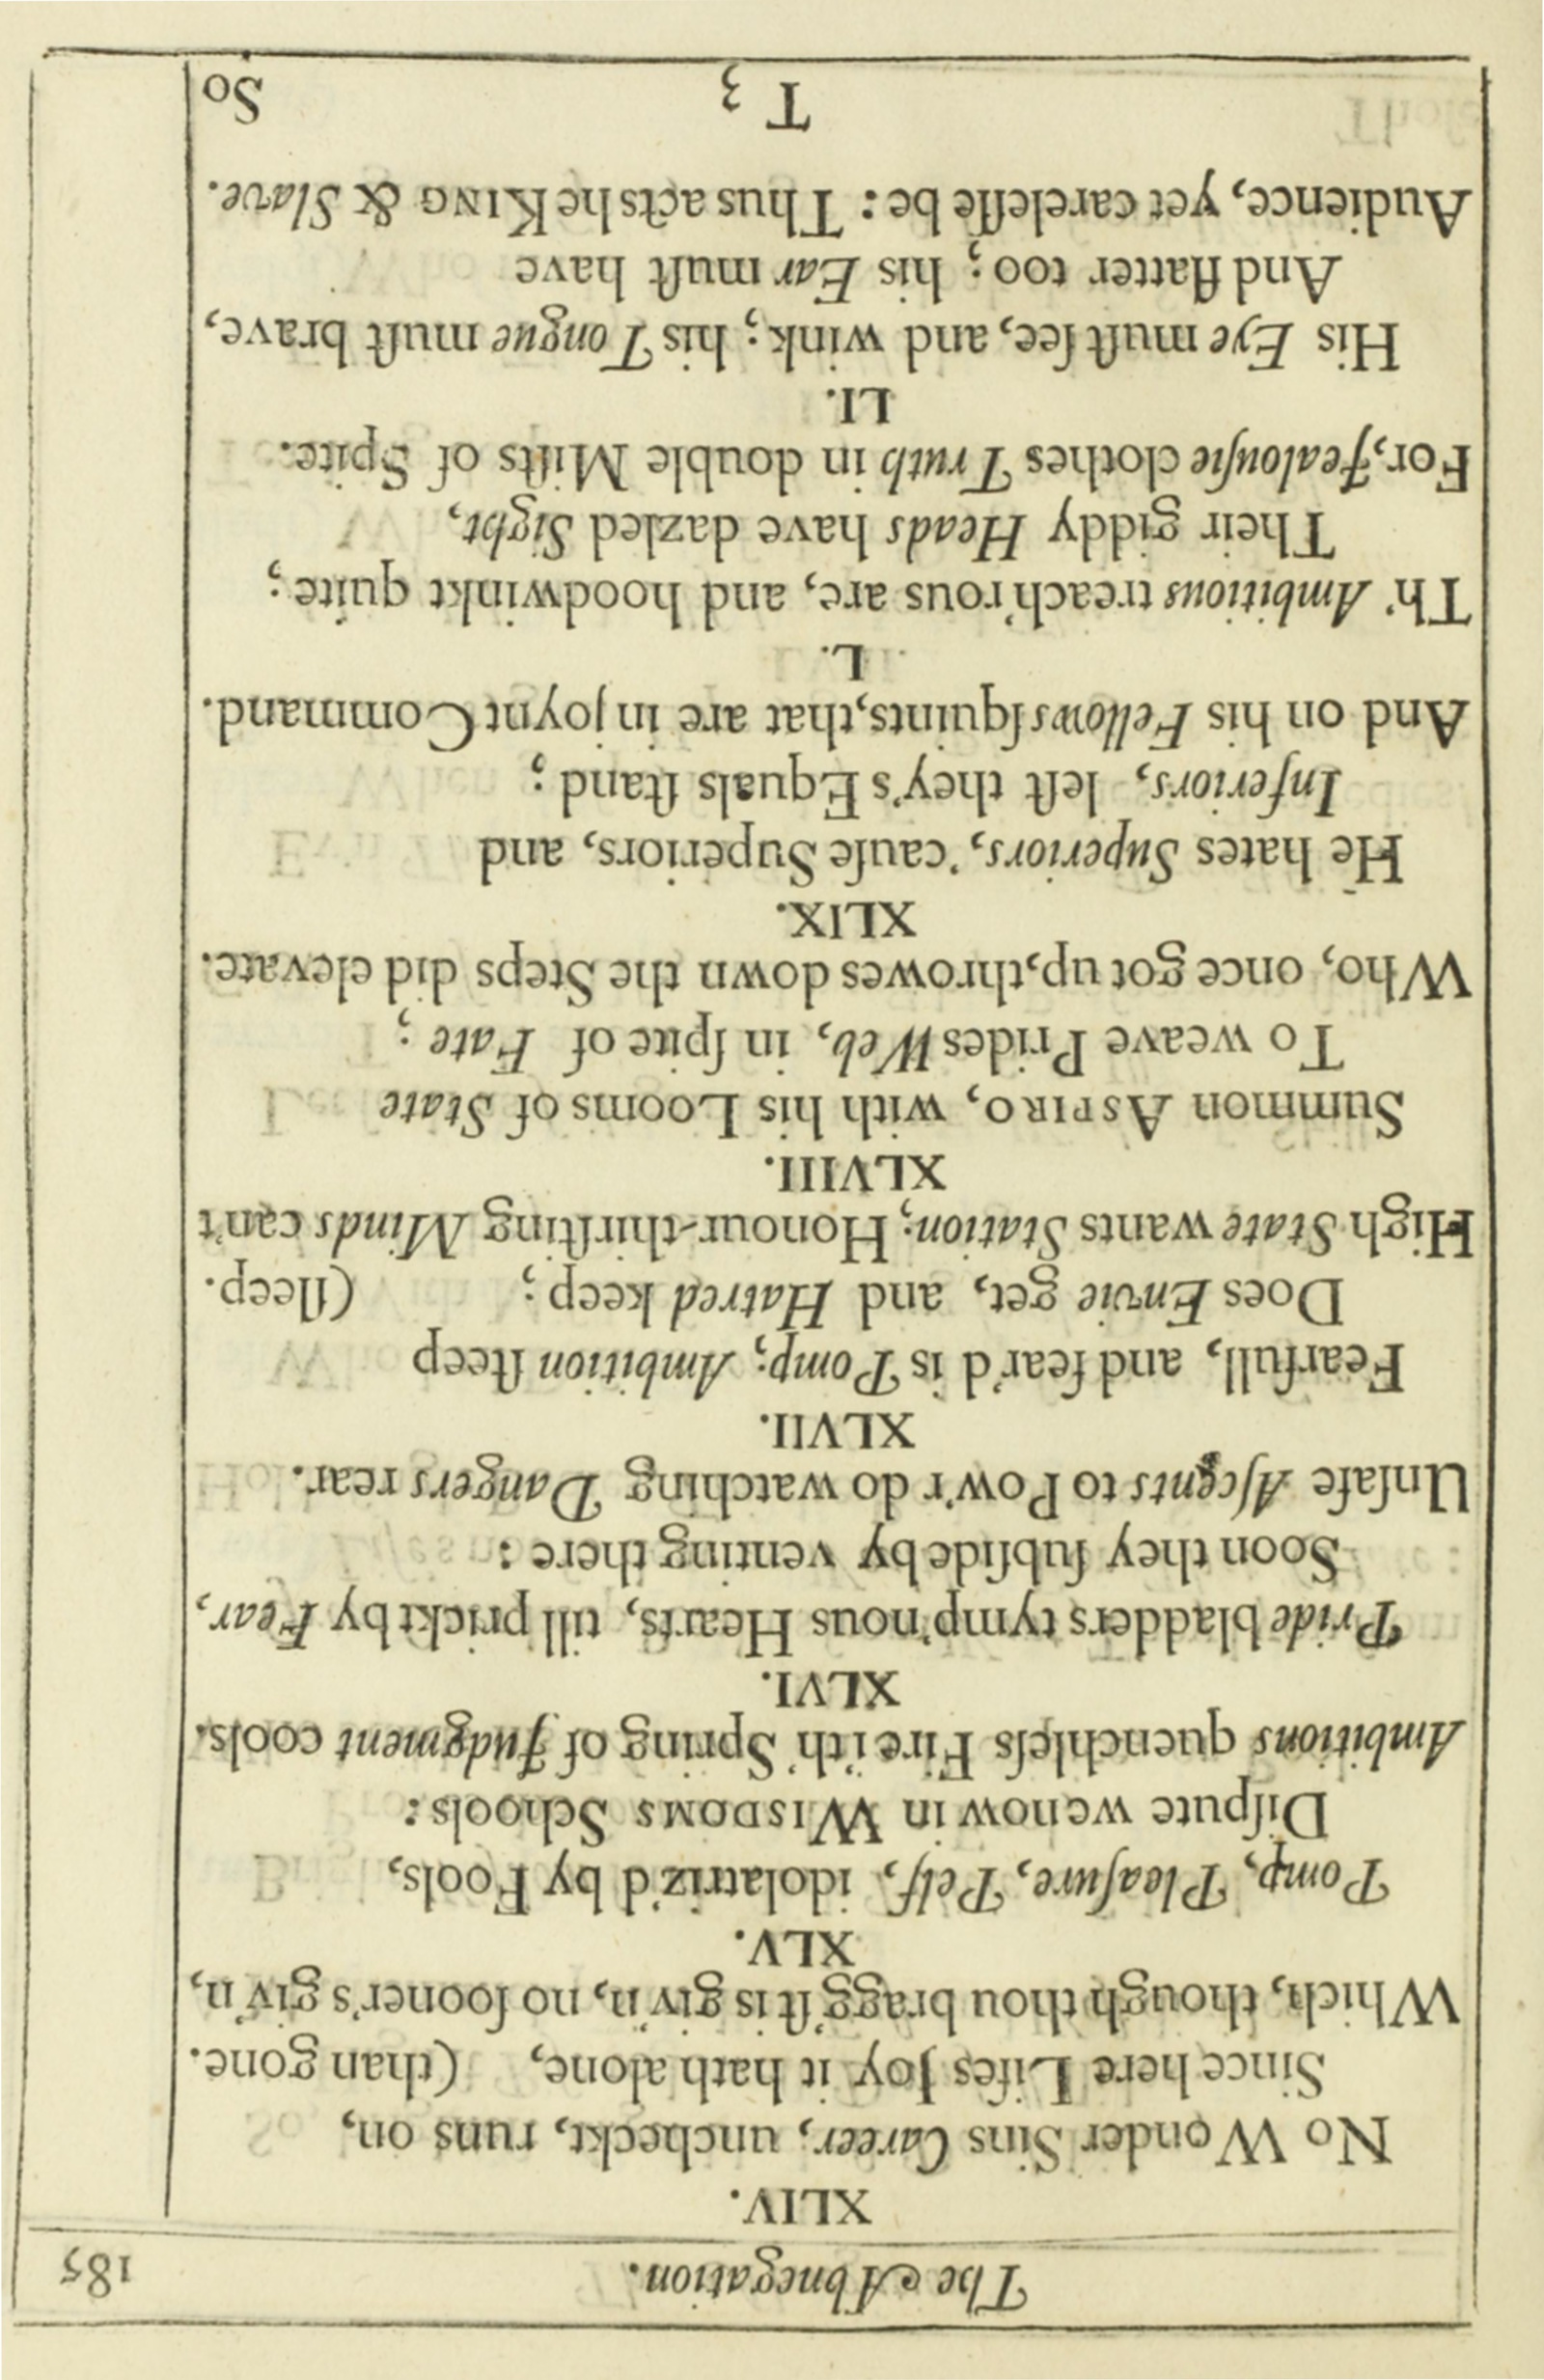 The Abnegation. 185
XLIV.
No Wonder Sins Career, uncheckt, runs on,
Since here Lifes Joy it hath alone, (than gone.
Which, though thou bragg'ſt is giv'n, no ſooner's giv'n,
XLV.
Pomp, Pleaſure, Pelf, idolatriz'd by Fools,
Diſpute we now in WISDOMS Schools:
Ambitions quenchleſs Fire i'th' Spring of Judgment cools.
XLVI.
Pride bladders tymp'nous Hearts, till prickt by Fear,
Soon they ſubſide by venting there:
Unſafe Aſcents to Pow'r do watching Dangers rear.
XLVII.
Fearfull, and fear'd is Pomp; Ambition ſteep
Does Envie get, and Hatred keep; (ſleep.
High State wants Station; Honour-thirſting Minds can't
XLVIII.
Summon ASPIRO, with his Looms of State
To weave Prides Web, in ſpite of Fate;
Who, once got up, throwes down the Steps did elevate.
XLIX.
He hates Superiors, 'cauſe Superiors, and
Inferiors, leſt they's Equals ſtand;
And on his Fellows ſquints, that are in joynt Command.
L.
Th' Ambitious treach'rous are, and hoodwinkt quite;
Their giddy Heads have dazled Sight,
For, Jealouſie clothes Truth in double Miſts of Spite.
LI.
His Eye muſt ſee, and wink; his Tongue muſt brave,
And flatter too; his Ear muſt have
Audience, yet careleſſe be: Thus acts he KING & Slave.
T 3 So